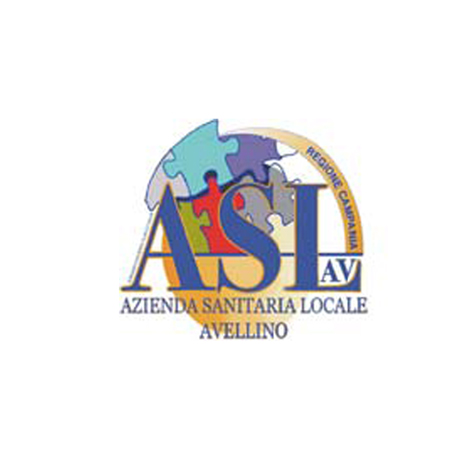 REGIONE CAMPANIA
ASL
AV
AZIENDA SANITARIA LOCALE
AVELLINO